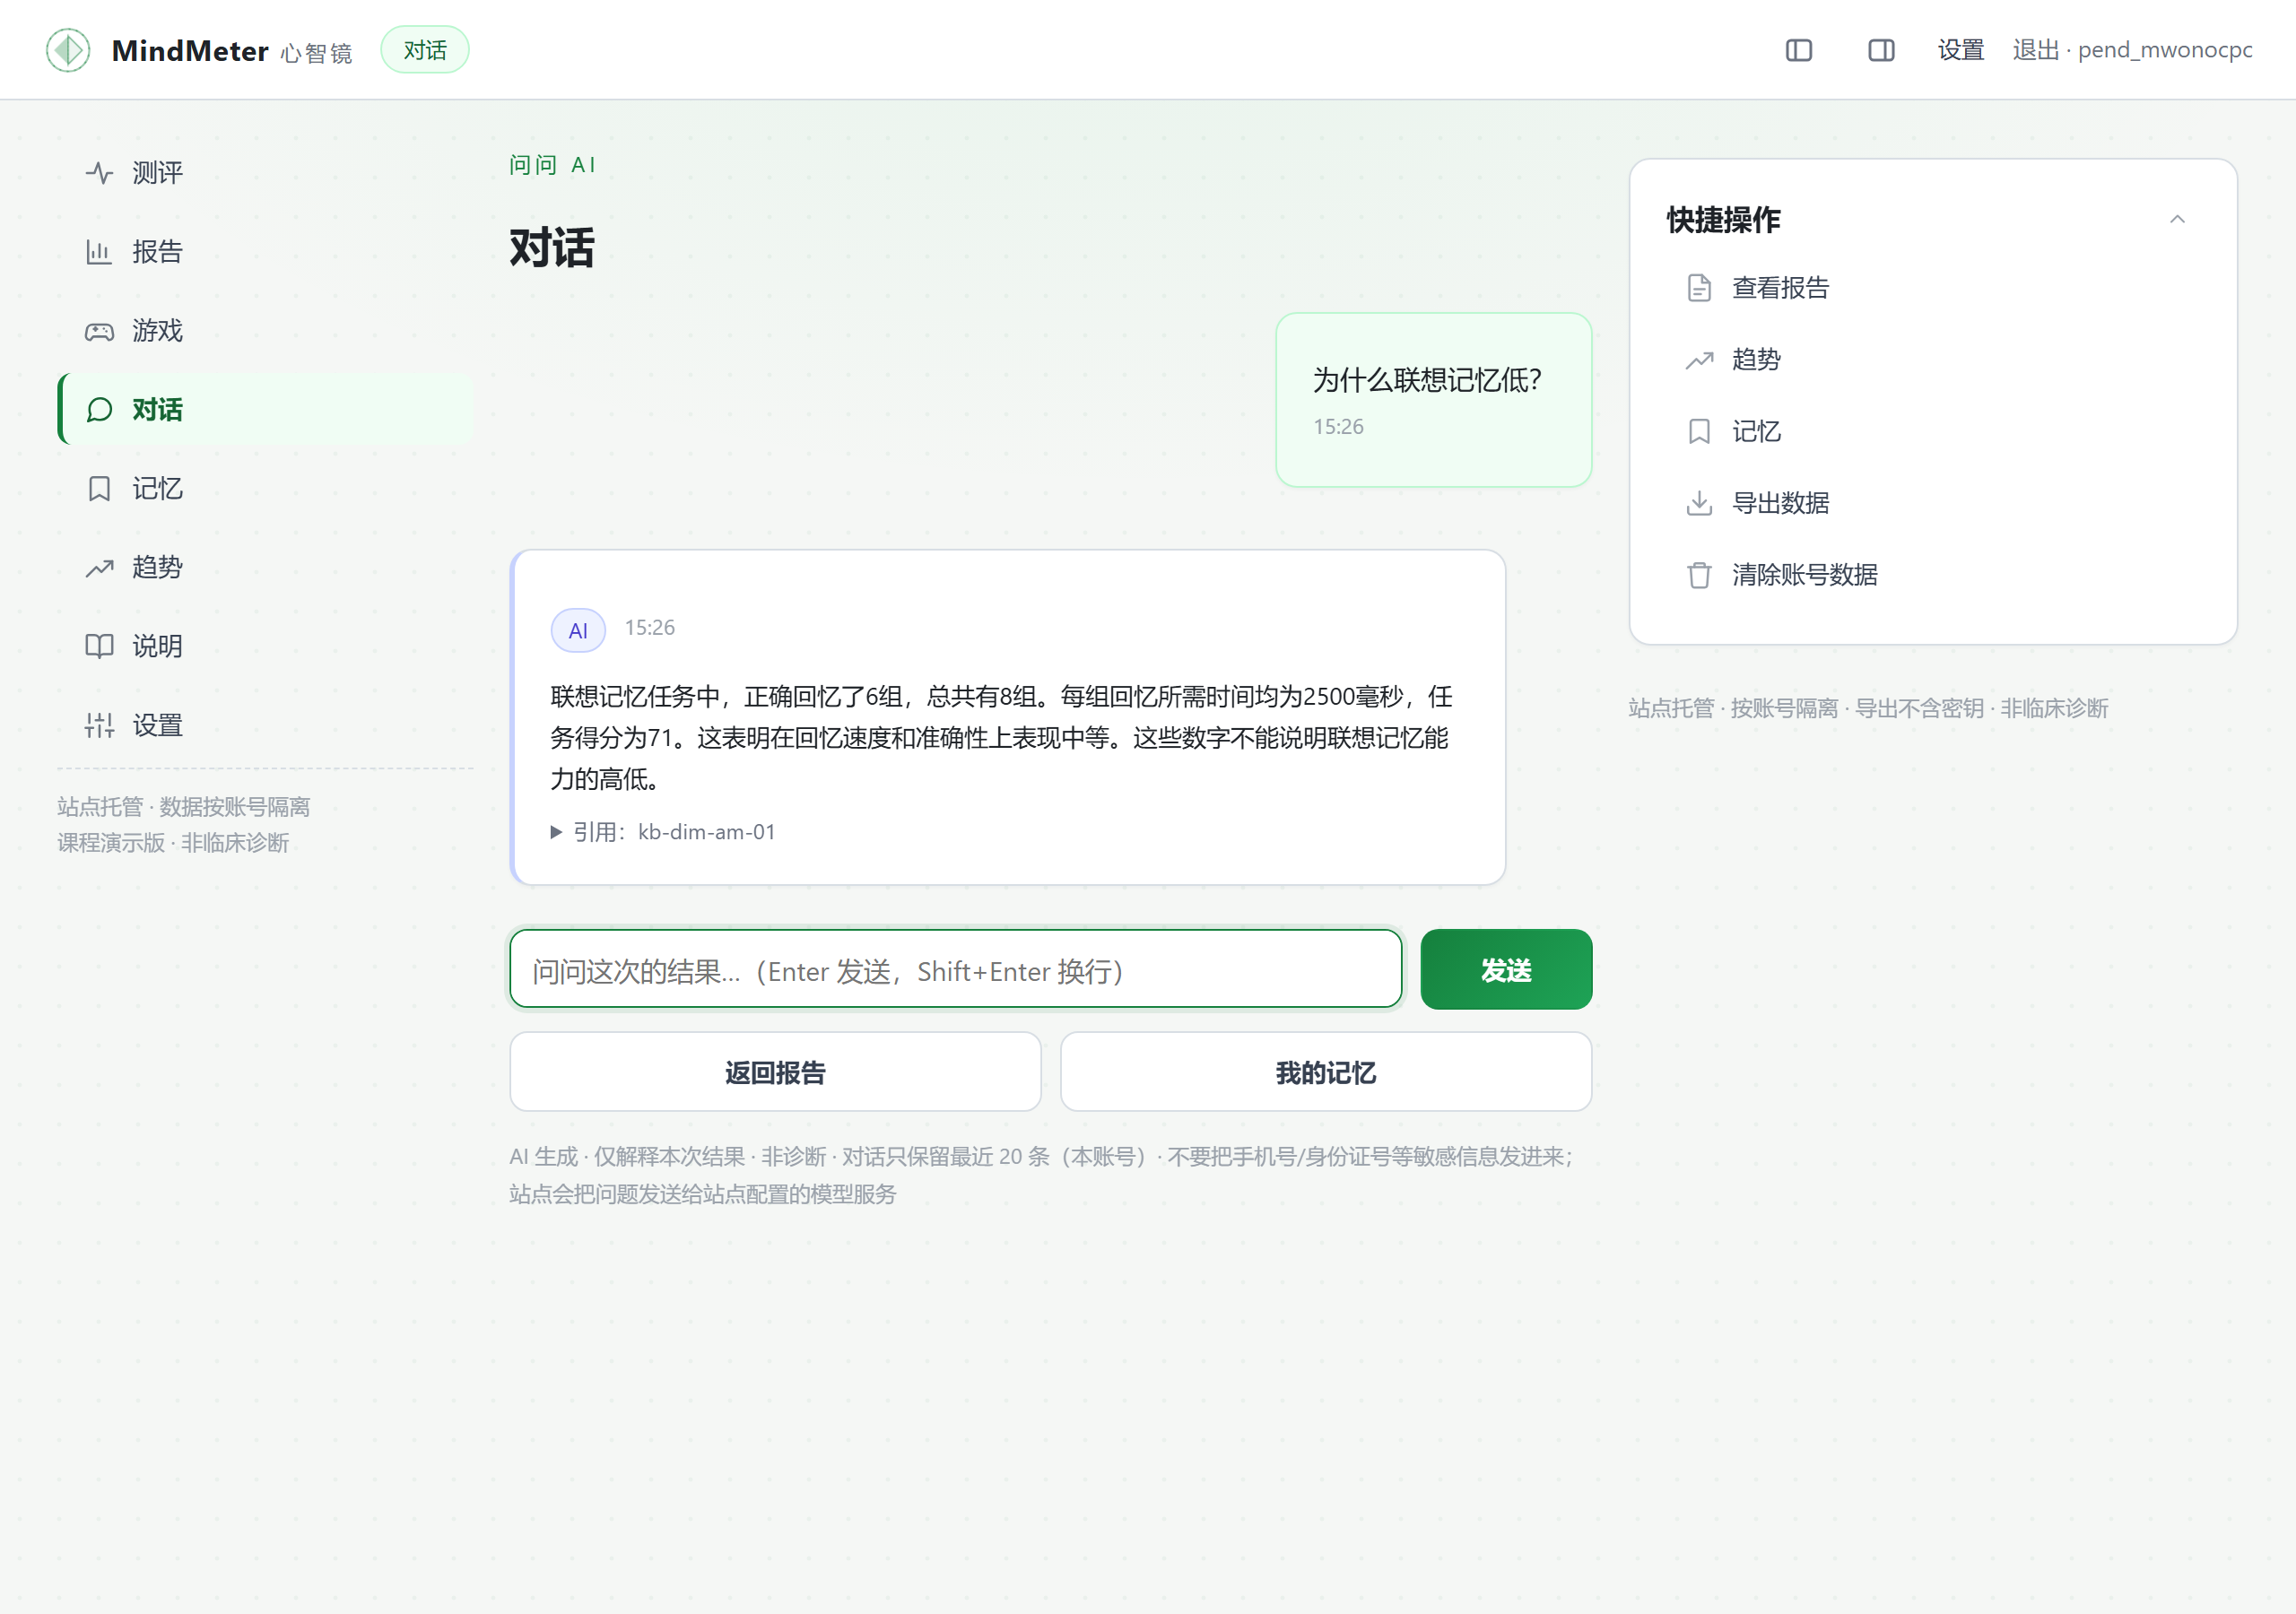 MindMeter 心智镜 对话
设置 退出 · pend_mwonocpc
测评
报告
游戏
对话
记忆
趋势
说明
设置
站点托管 · 数据按账号隔离
课程演示版 · 非临床诊断
问问 AI
对话
为什么联想记忆低？
15:26
AI 15:26
联想记忆任务中，正确回忆了6组，总共有8组。每组回忆所需时间均为2500毫秒，任
务得分为71。这表明在回忆速度和准确性上表现中等。这些数字不能说明联想记忆能
力的高低。
▶ 引用：kb-dim-am-01
问问这次的结果…（Enter 发送，Shift+Enter 换行）
发送
返回报告 我的记忆
AI 生成 · 仅解释本次结果 · 非诊断 · 对话只保留最近 20 条（本账号）· 不要把手机号/身份证号等敏感信息发进来；
站点会把问题发送给站点配置的模型服务
快捷操作
查看报告
趋势
记忆
导出数据
清除账号数据
站点托管 · 按账号隔离 · 导出不含密钥 · 非临床诊断